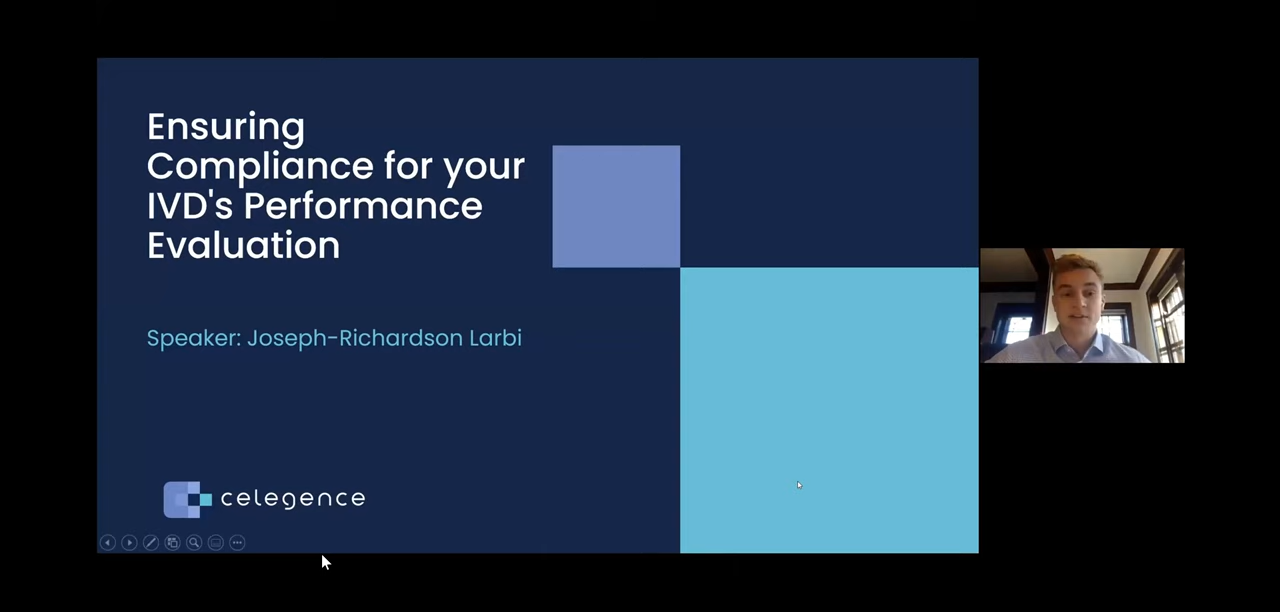 Ensuring
Compliance for your
IVD's Performance
Evaluation
Speaker: Joseph-Richardson Larbi
celegence